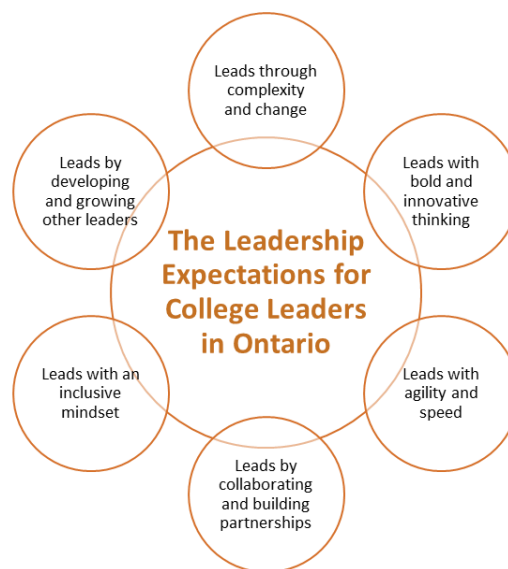 Leads through
complexity
and change
Leads with
bold and
innovative
thinking
Leads with
agility and
speed
Leads by
collaborating
and building
partnerships
Leads with an
inclusive
mindset
Leads by
developing
and growing
other leaders
The Leadership
Expectations for
College Leaders
in Ontario